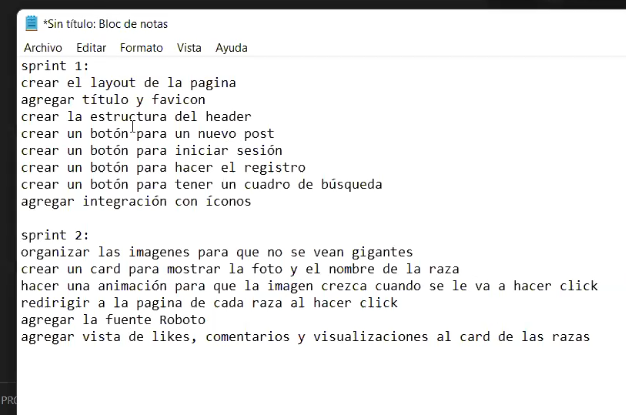 *Sin título: Bloc de notas
Archivo Editar Formato Vista Ayuda
sprint 1:
crear el layout de la pagina
agregar título y favicon
crear la estructura del header
crear un botón para un nuevo post
crear un botón para iniciar sesión
crear un botón para hacer el registro
crear un botón para tener un cuadro de búsqueda
agregar integración con íconos
sprint 2:
organizar las imagenes para que no se vean gigantes
crear un card para mostrar la foto y el nombre de la raza
hacer una animación para que la imagen crezca cuando se le va a hacer click
redirigir a la pagina de cada raza al hacer click
agregar la fuente Roboto
agregar vista de likes, comentarios y visualizaciones al card de las razas